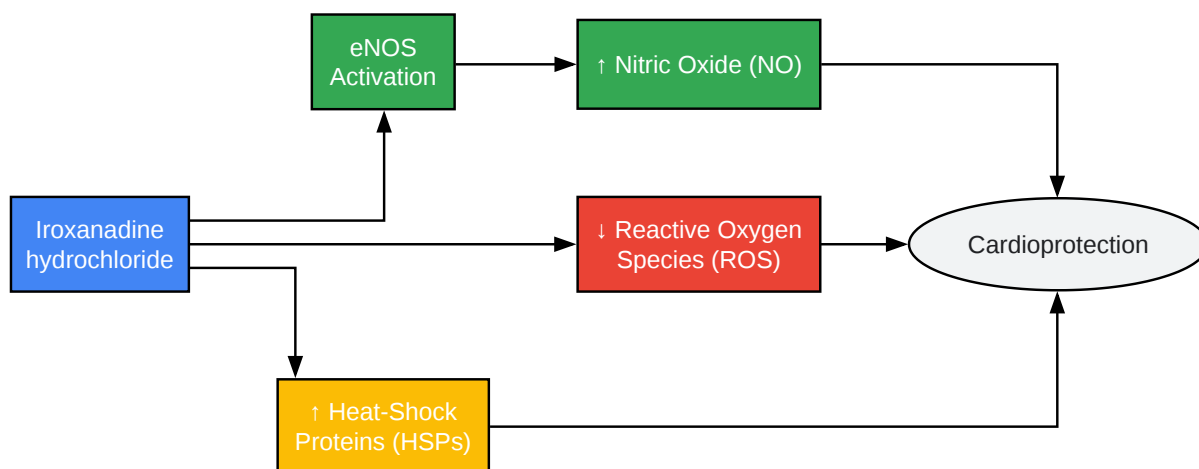 eNOS
Activation
↑ Nitric Oxide (NO)
Iroxanadine
hydrochloride
↓ Reactive Oxygen
Species (ROS)
Cardioprotection
↑ Heat-Shock
Proteins (HSPs)